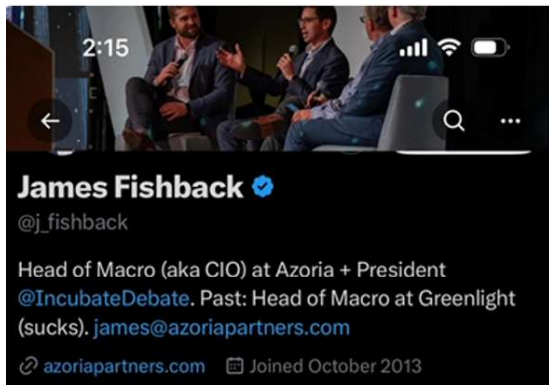 2:15
James Fishback
@j_fishback
Head of Macro (aka CIO) at Azoria + President
@IncubateDebate. Past: Head of Macro at Greenlight
(sucks). james@azoriapartners.com
azoriapartners.com Joined October 2013